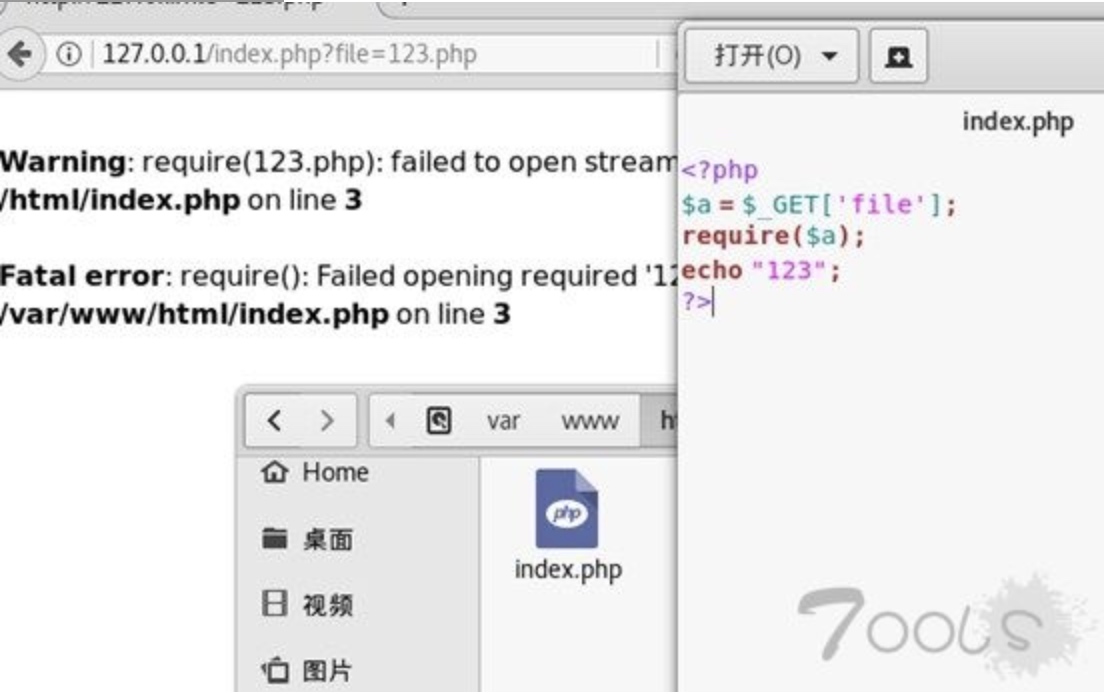 127.0.0.1/index.php?file=123.php
Warning: require(123.php): failed to open stream
/html/index.php on line 3
Fatal error: require(): Failed opening required '12
/var/www/html/index.php on line 3
打开(O)
index.php
<?php
$a = $_GET['file'];
require($a);
echo "123";
?>
var www
Home
桌面
视频
图片
php
index.php
7ooLS